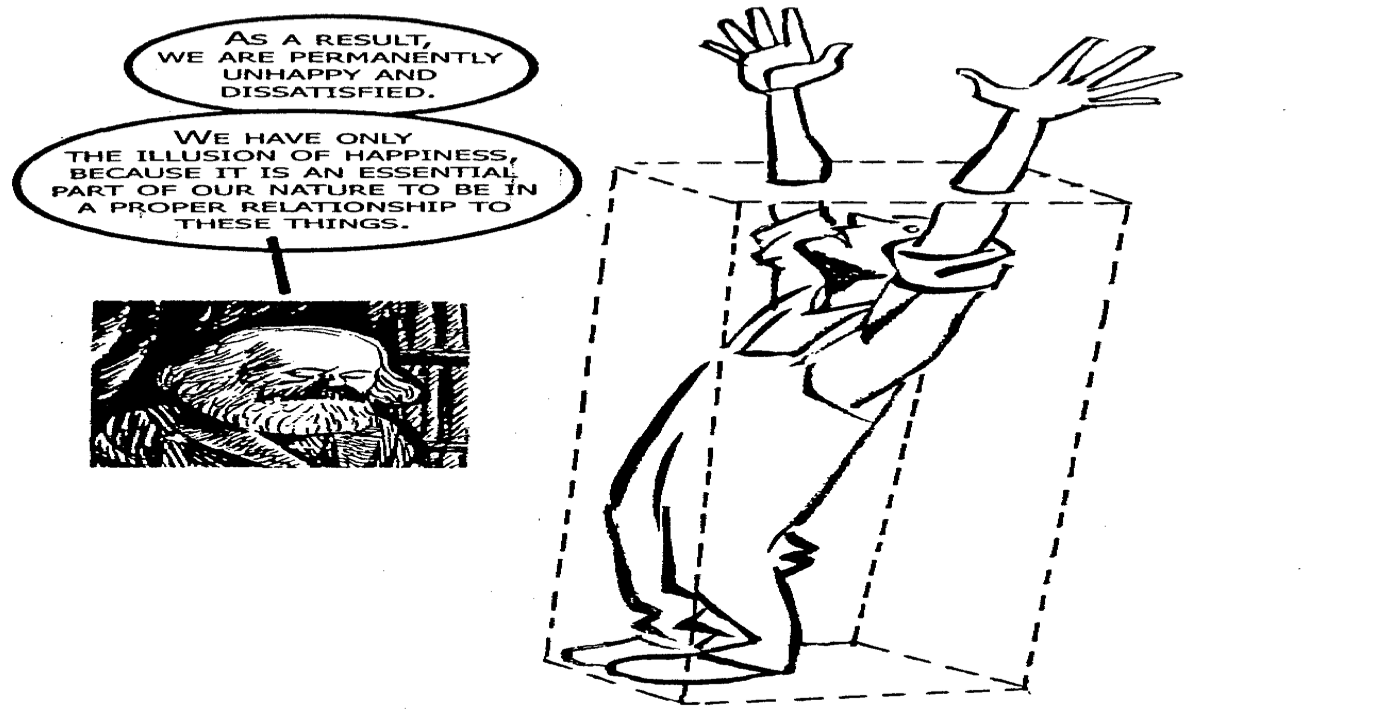 AS A RESULT,
WE ARE PERMANENTLY
UNHAPPY AND
DISSATISFIED.
WE HAVE ONLY
THE ILLUSION OF HAPPINESS,
BECAUSE IT IS AN ESSENTIAL
PART OF OUR NATURE TO BE IN
A PROPER RELATIONSHIP TO
THESE THINGS.